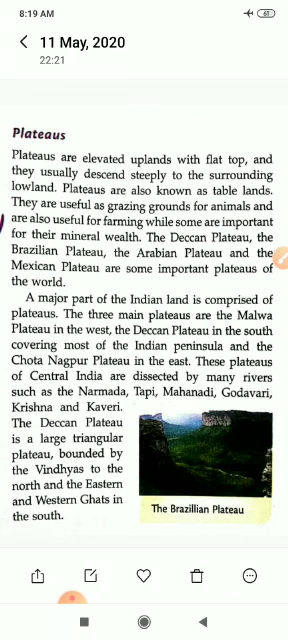 8:19 AM
61
11 May, 2020
22:21
Plateaus
Plateaus are elevated uplands with flat top, and
they usually descend steeply to the surrounding
lowland. Plateaus are also known as table lands.
They are useful as grazing grounds for animals and
are also useful for farming while some are important
for their mineral wealth. The Deccan Plateau, the
Brazilian Plateau, the Arabian Plateau and the
Mexican Plateau are some important plateaus of
the world.
A major part of the Indian land is comprised of
plateaus. The three main plateaus are the Malwa
Plateau in the west, the Deccan Plateau in the south
covering most of the Indian peninsula and the
Chota Nagpur Plateau in the east. These plateaus
of Central India are dissected by many rivers
such as the Narmada, Tapi, Mahanadi, Godavari,
Krishna and Kaveri.
The Deccan Plateau
is a large triangular
plateau, bounded by
the Vindhyas to the
north and the Eastern
and Western Ghats in
the south.
The Brazillian Plateau